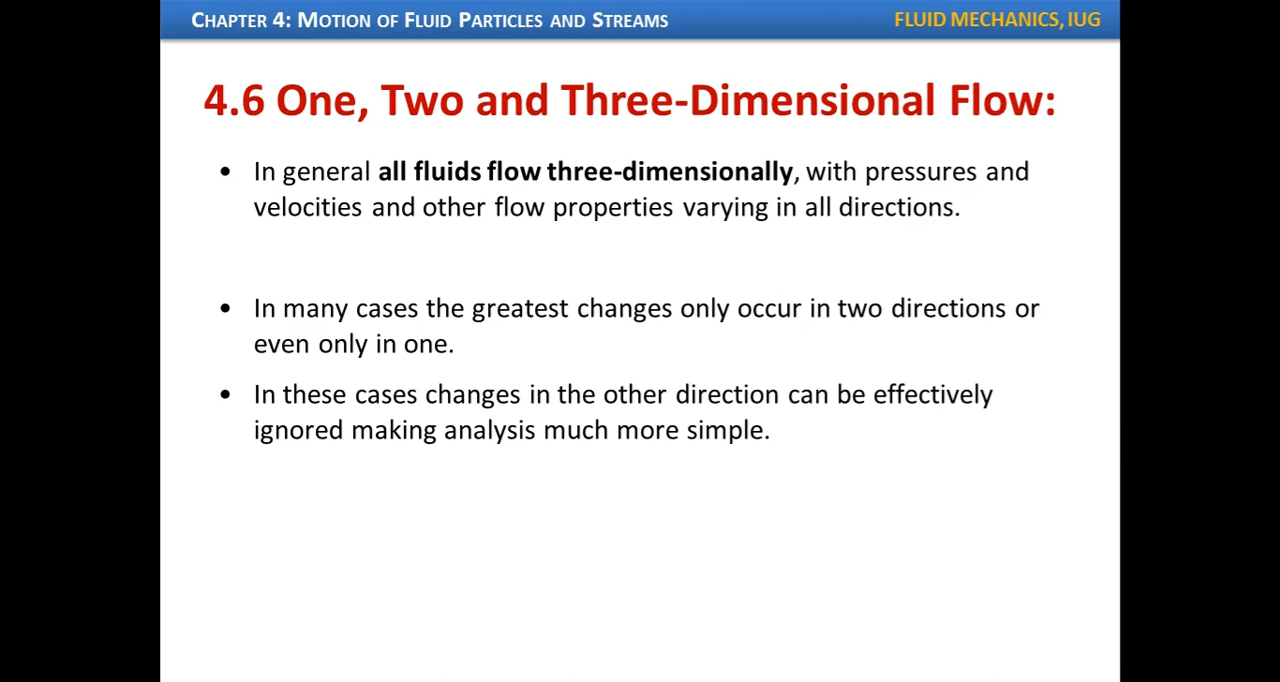 CHAPTER 4: MOTION OF FLUID PARTICLES AND STREAMS
FLUID MECHANICS, IUG
4.6 One, Two and Three-Dimensional Flow:
• In general all fluids flow three-dimensionally, with pressures and
velocities and other flow properties varying in all directions.
• In many cases the greatest changes only occur in two directions or
even only in one.
• In these cases changes in the other direction can be effectively
ignored making analysis much more simple.